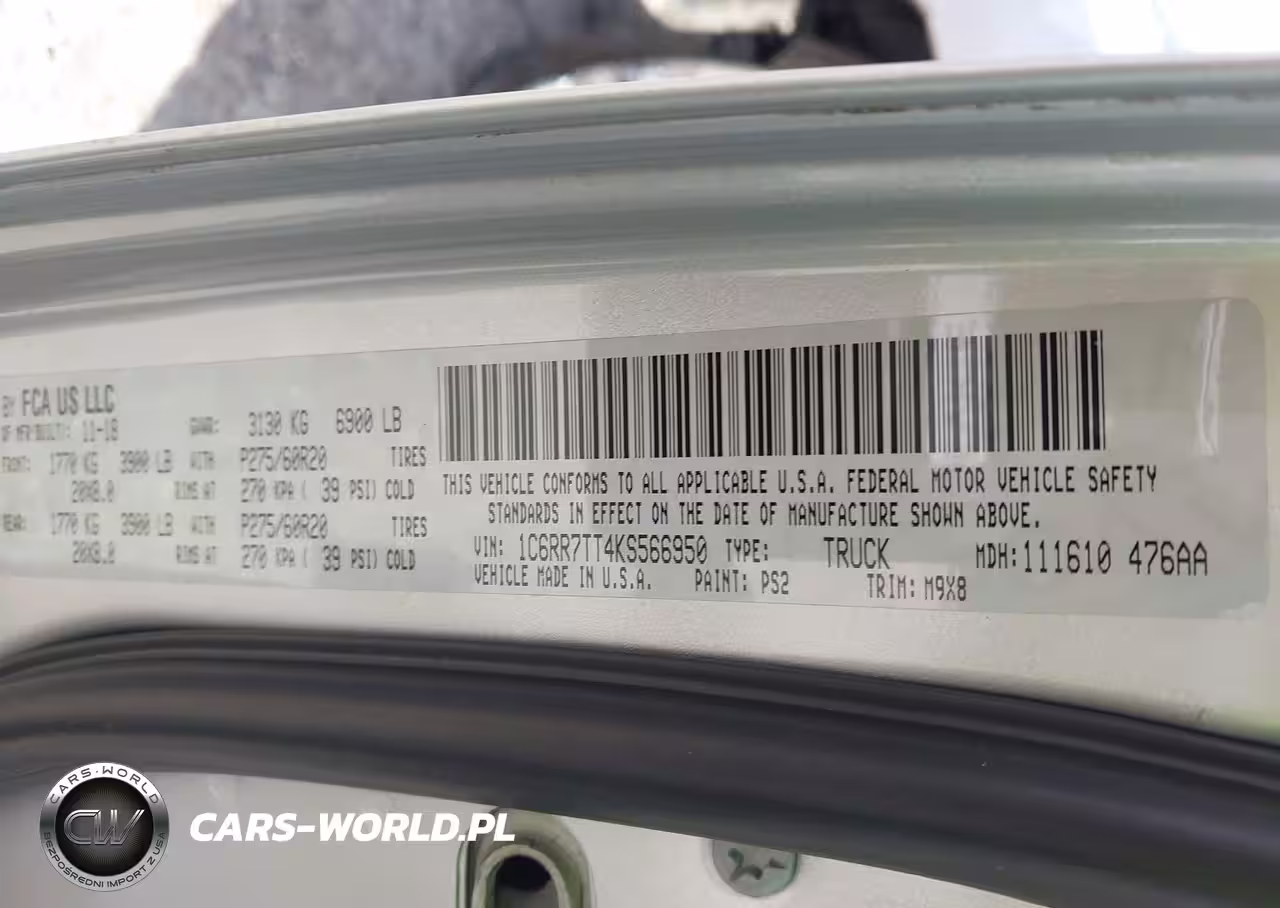 BY FCA US LLC
OF MFR(BUILT): 11-18 GVWR: 3130 KG 6900 LB
FRONT: 1770 KG 3900 LB WITH P275/60R20 TIRES
20X8.0 RIMS AT 270 KPA ( 39 PSI) COLD
REAR: 1770 KG 3900 LB WITH P275/60R20 TIRES
20X8.0 RIMS AT 270 KPA ( 39 PSI) COLD
THIS VEHICLE CONFORMS TO ALL APPLICABLE U.S.A. FEDERAL MOTOR VEHICLE SAFETY
STANDARDS IN EFFECT ON THE DATE OF MANUFACTURE SHOWN ABOVE.
VIN: 1C6RR7TT4KS566950 TYPE: TRUCK MDH: 111610 476AA
VEHICLE MADE IN U.S.A. PAINT: PS2 TRIM: M9X8
CARS-WORLD
CW
BEZPOŚREDNI IMPORT Z USA
CARS-WORLD.PL